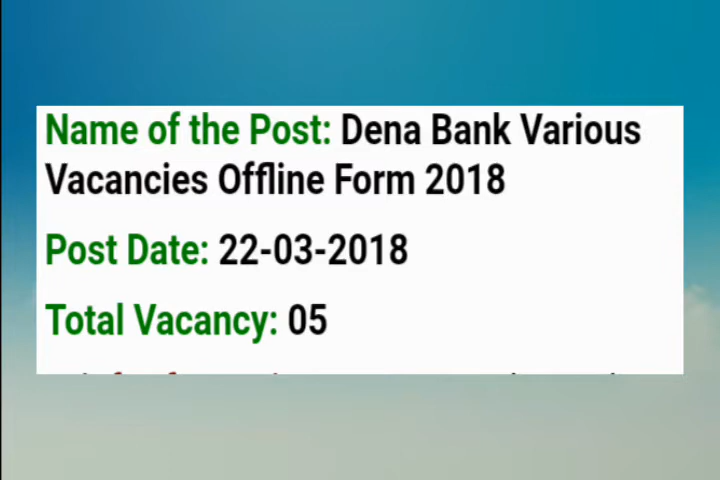 Name of the Post: Dena Bank Various
Vacancies Offline Form 2018
Post Date: 22-03-2018
Total Vacancy: 05